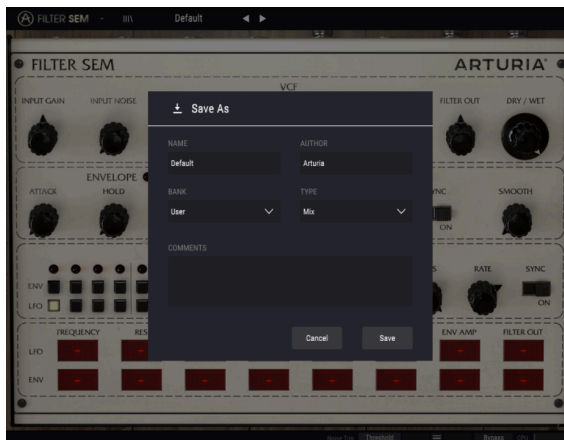 FILTER SEM
Default
FILTER SEM
ARTURIA
VCF
INPUT GAIN
INPUT NOISE
FILTER OUT
DRY / WET
Save As
NAME
AUTHOR
Default
Arturia
BANK
TYPE
User
Mix
COMMENTS
Cancel
Save
ENVELOPE
ATTACK
HOLD
SMOOTH
ON
RATE
SYNC
ENV
LFO
ON
FREQUENCY
ENV AMP
FILTER OUT
LFO
ENV
Threshold
Bypass
CPU